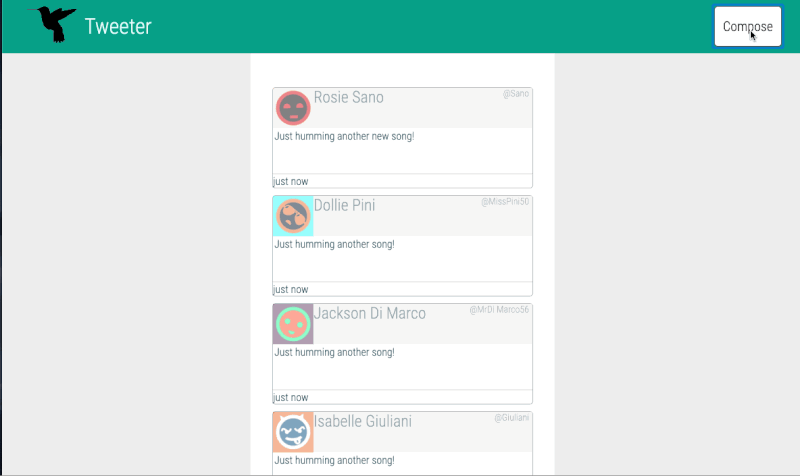 Tweeter
Compose
Rosie Sano
@Sano
Just humming another new song!
just now
Dollie Pini
@MissPini50
Just humming another song!
just now
Jackson Di Marco
@MrDi Marco56
Just humming another song!
just now
Isabelle Giuliani
@Giuliani
Just humming another song!